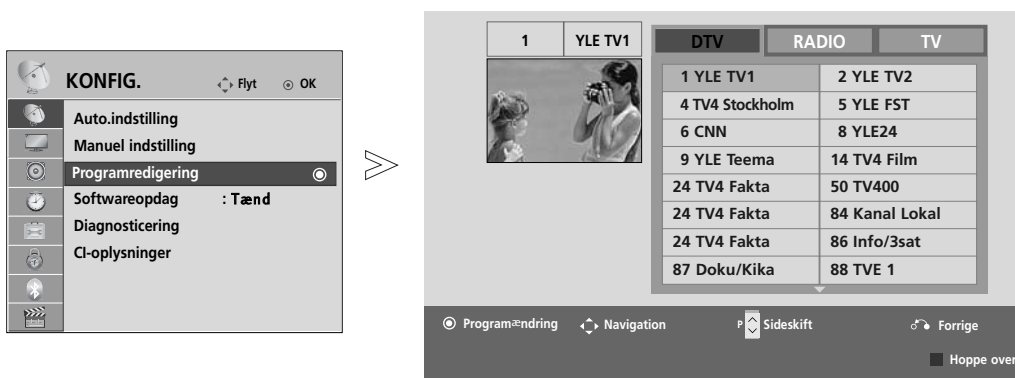 KONFIG.
Flyt
OK
Auto.indstilling
Manuel indstilling
Programredigering
Softwareopdag : Tænd
Diagnosticering
CI-oplysninger
1 YLE TV1
DTV RADIO TV
1 YLE TV1 2 YLE TV2
4 TV4 Stockholm 5 YLE FST
6 CNN 8 YLE24
9 YLE Teema 14 TV4 Film
24 TV4 Fakta 50 TV400
24 TV4 Fakta 84 Kanal Lokal
24 TV4 Fakta 86 Info/3sat
87 Doku/Kika 88 TVE 1
Programændring Navigation P Sideskift Forrige
Hoppe over